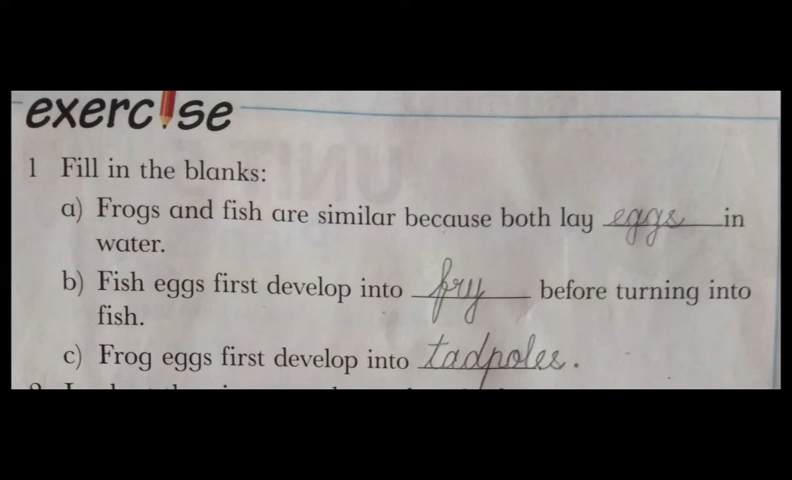 exercise
1 Fill in the blanks:
a) Frogs and fish are similar because both lay eggs in
water.
b) Fish eggs first develop into fry before turning into
fish.
c) Frog eggs first develop into tadpoles.